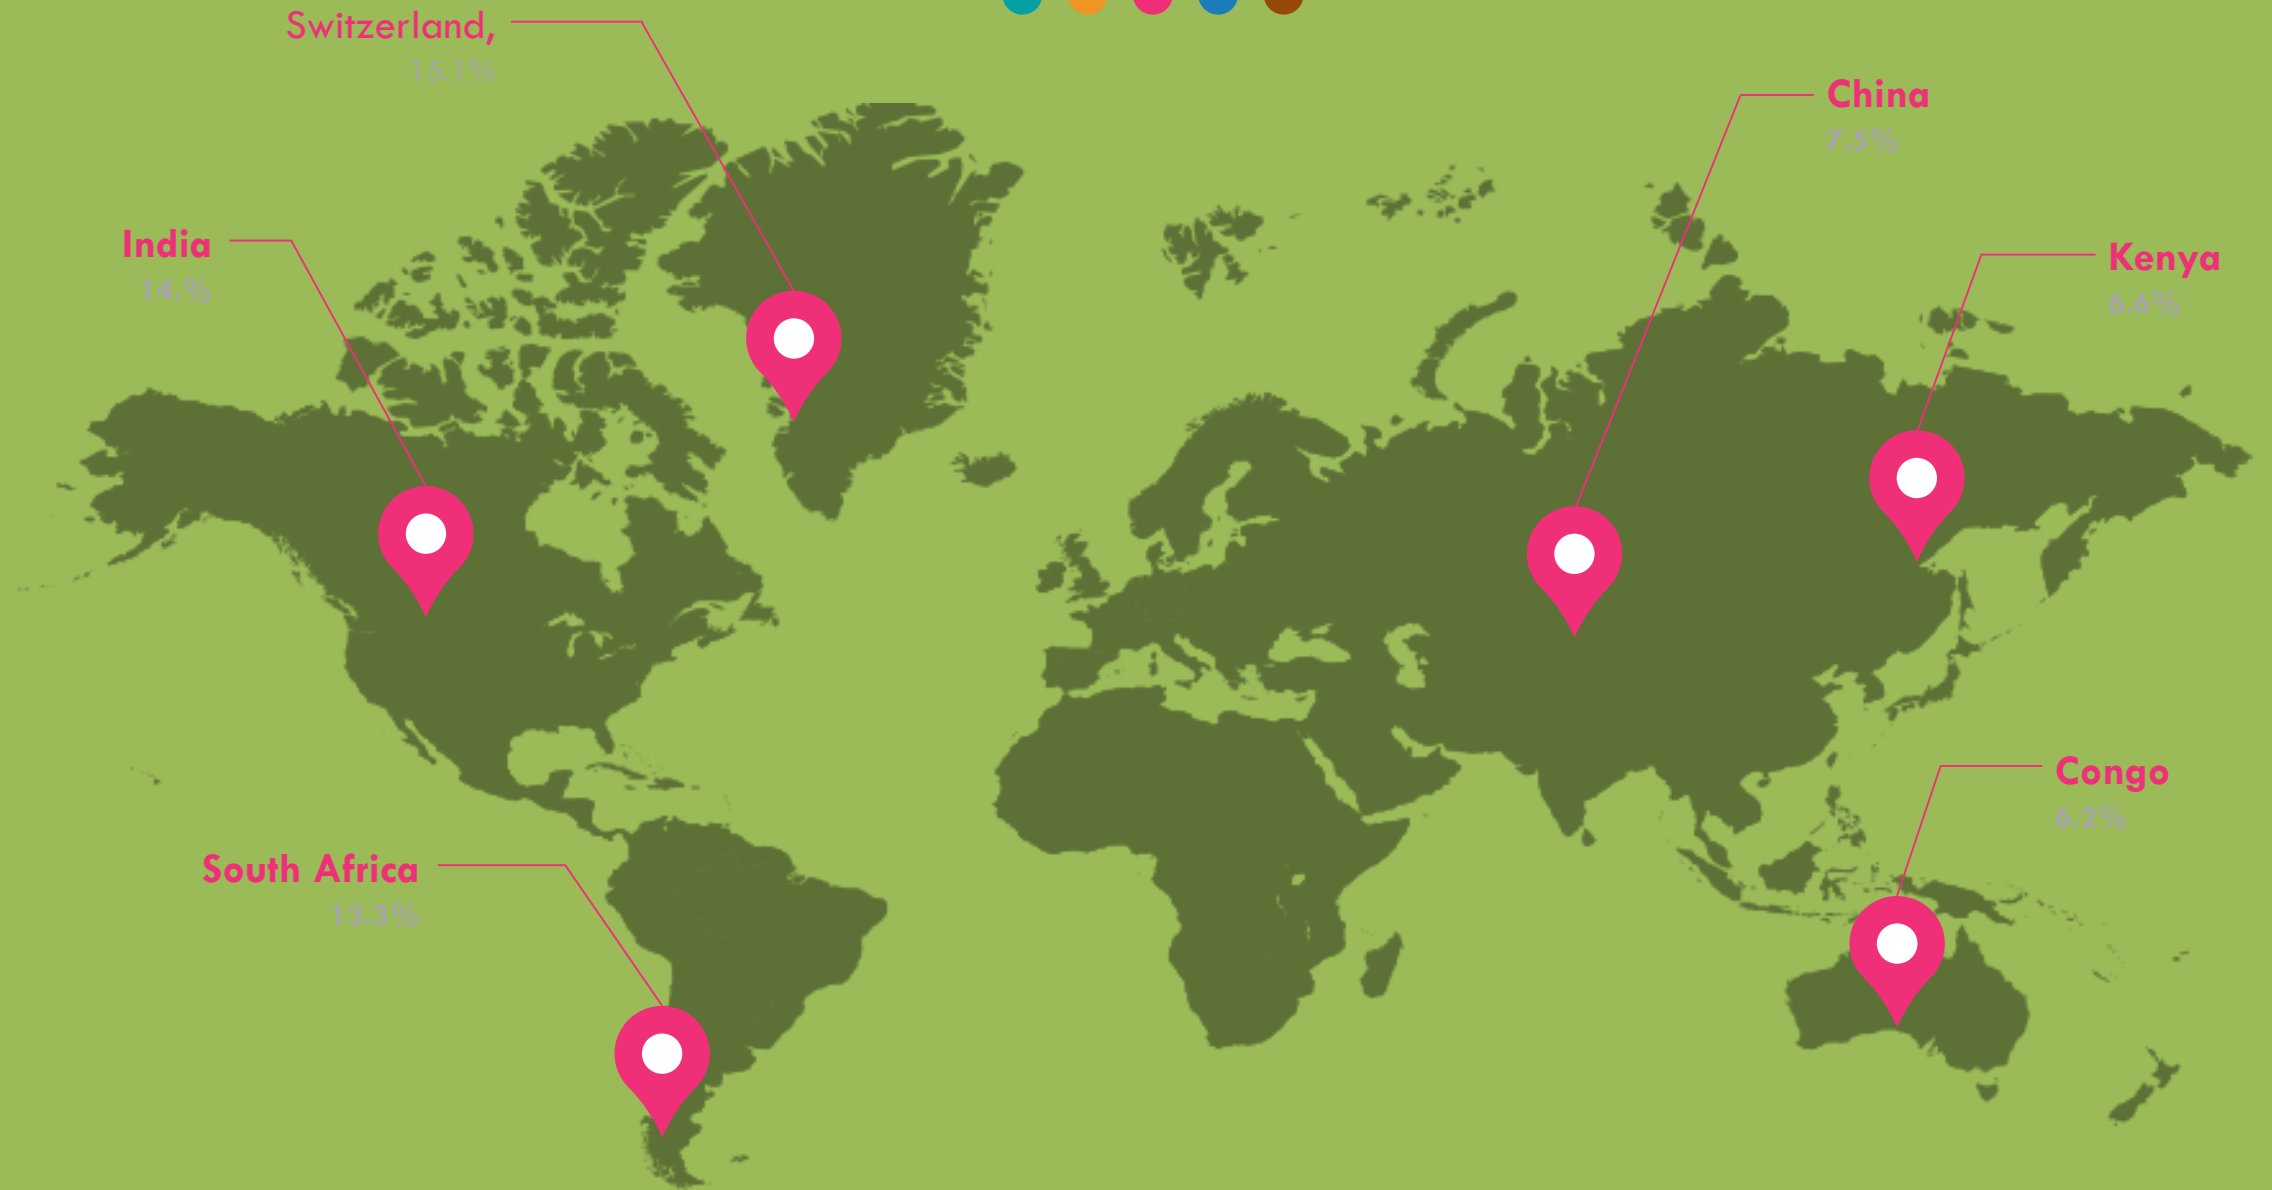 Switzerland,
15.1%
China
7.5%
India
14.%
Kenya
6.6%
Congo
6.2%
South Africa
13.3%